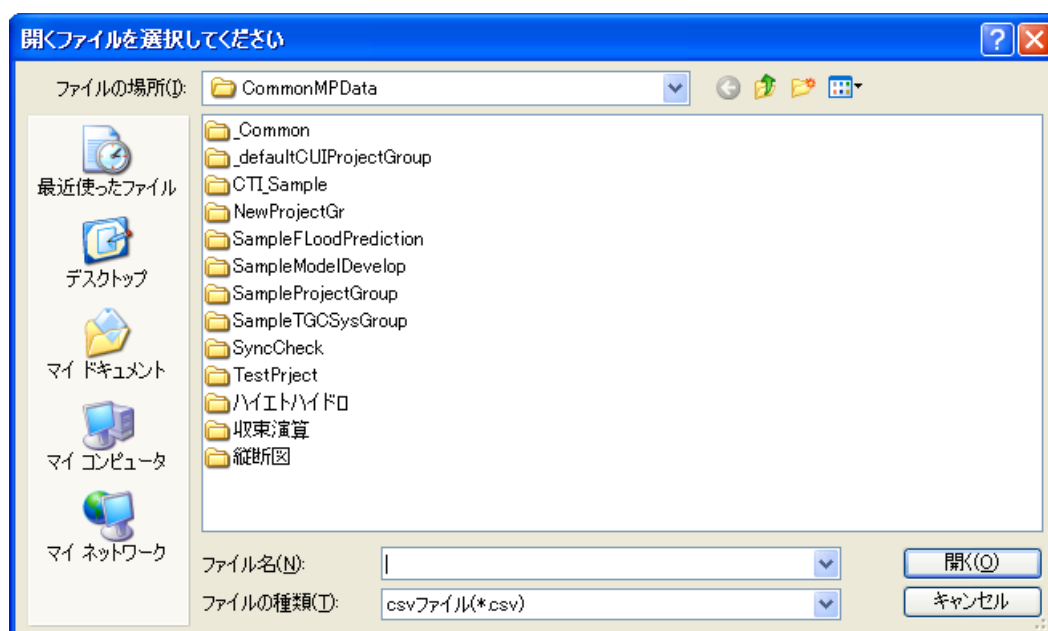 開くファイルを選択してください
ファイルの場所(I):
CommonMPData
最近使ったファイル
デスクトップ
マイ ドキュメント
マイ コンピュータ
マイ ネットワーク
_Common
_defaultCUIProjectGroup
CTI_Sample
NewProjectGr
SampleFLoodPrediction
SampleModelDevelop
SampleProjectGroup
SampleTGCSysGroup
SyncCheck
TestPrject
ハイエトハイドロ
収束演算
縦断図
ファイル名(N):
開く(O)
ファイルの種類(T):
csvファイル(*.csv)
キャンセル